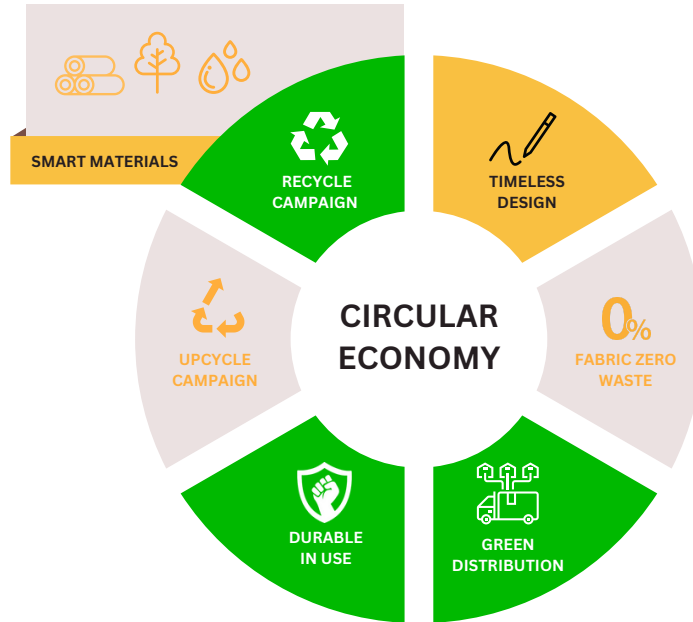 SMART MATERIALS
RECYCLE
CAMPAIGN
TIMELESS
DESIGN
UPCYCLE
CAMPAIGN
CIRCULAR
ECONOMY
0%
FABRIC ZERO
WASTE
DURABLE
IN USE
GREEN
DISTRIBUTION